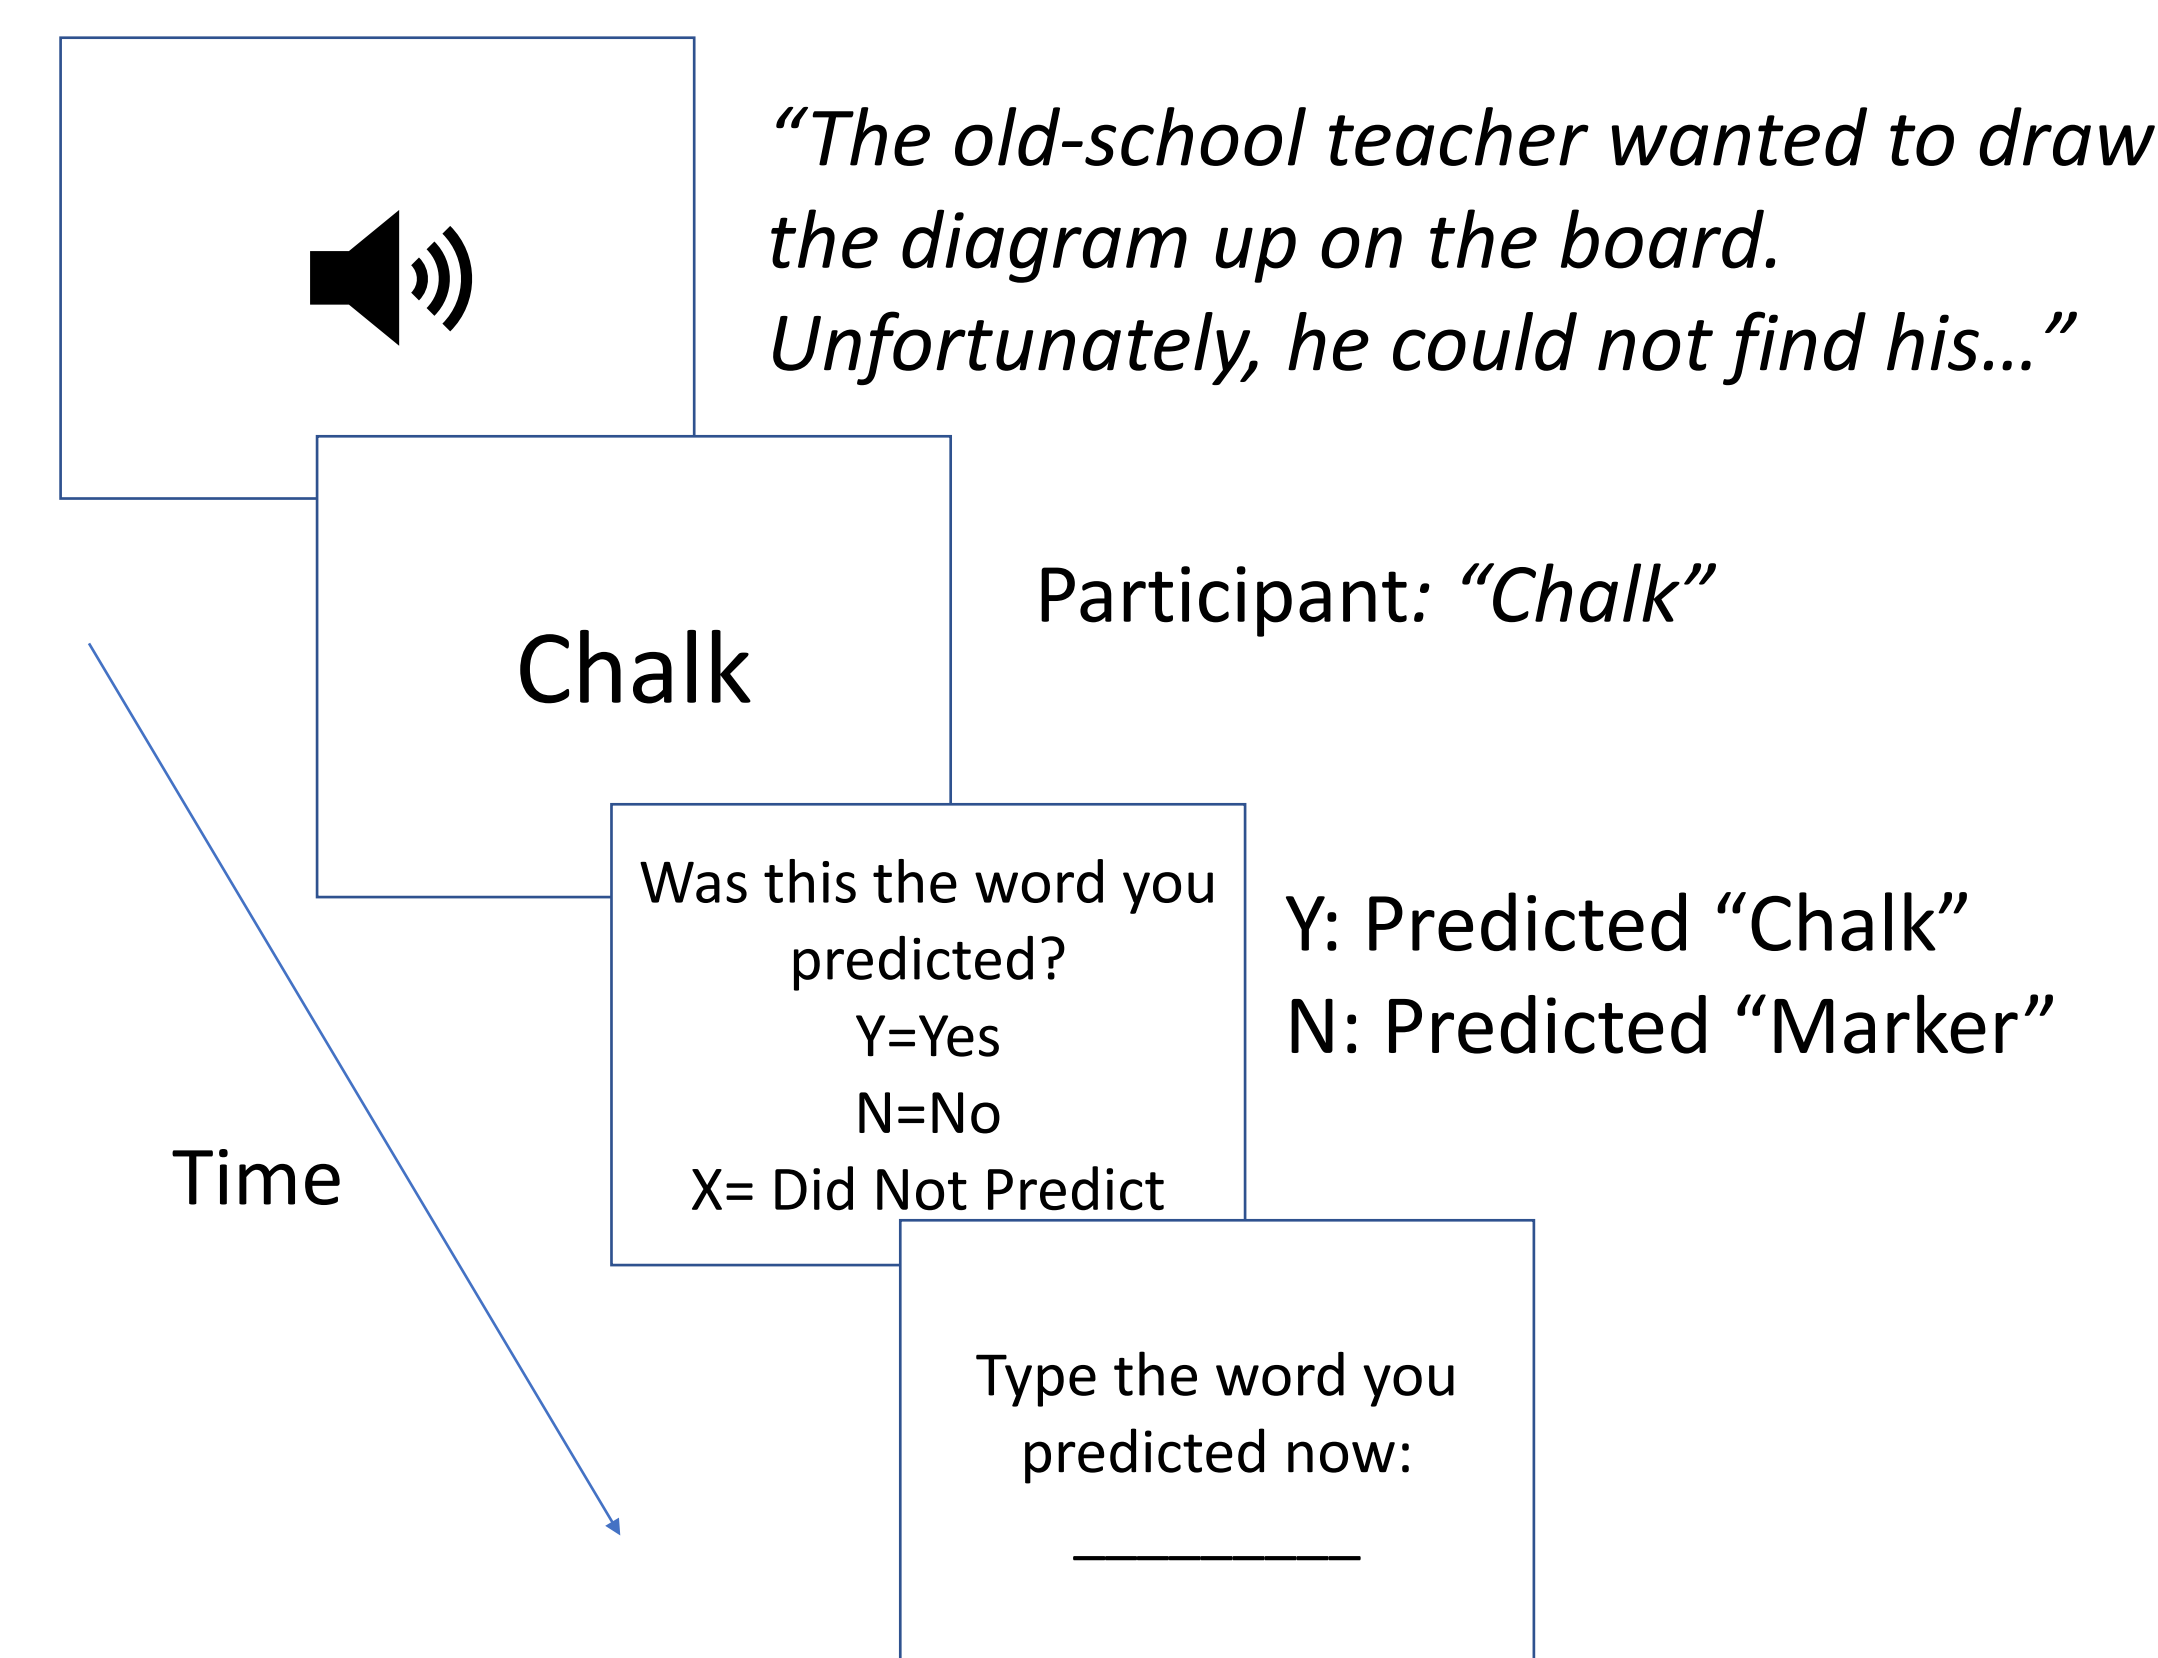 “The old-school teacher wanted to draw
the diagram up on the board.
Unfortunately, he could not find his...”
Chalk
Participant: “Chalk”
Was this the word you
predicted?
Y=Yes
N=No
X= Did Not Predict
Y: Predicted “Chalk”
N: Predicted “Marker”
Time
Type the word you
predicted now:
_________